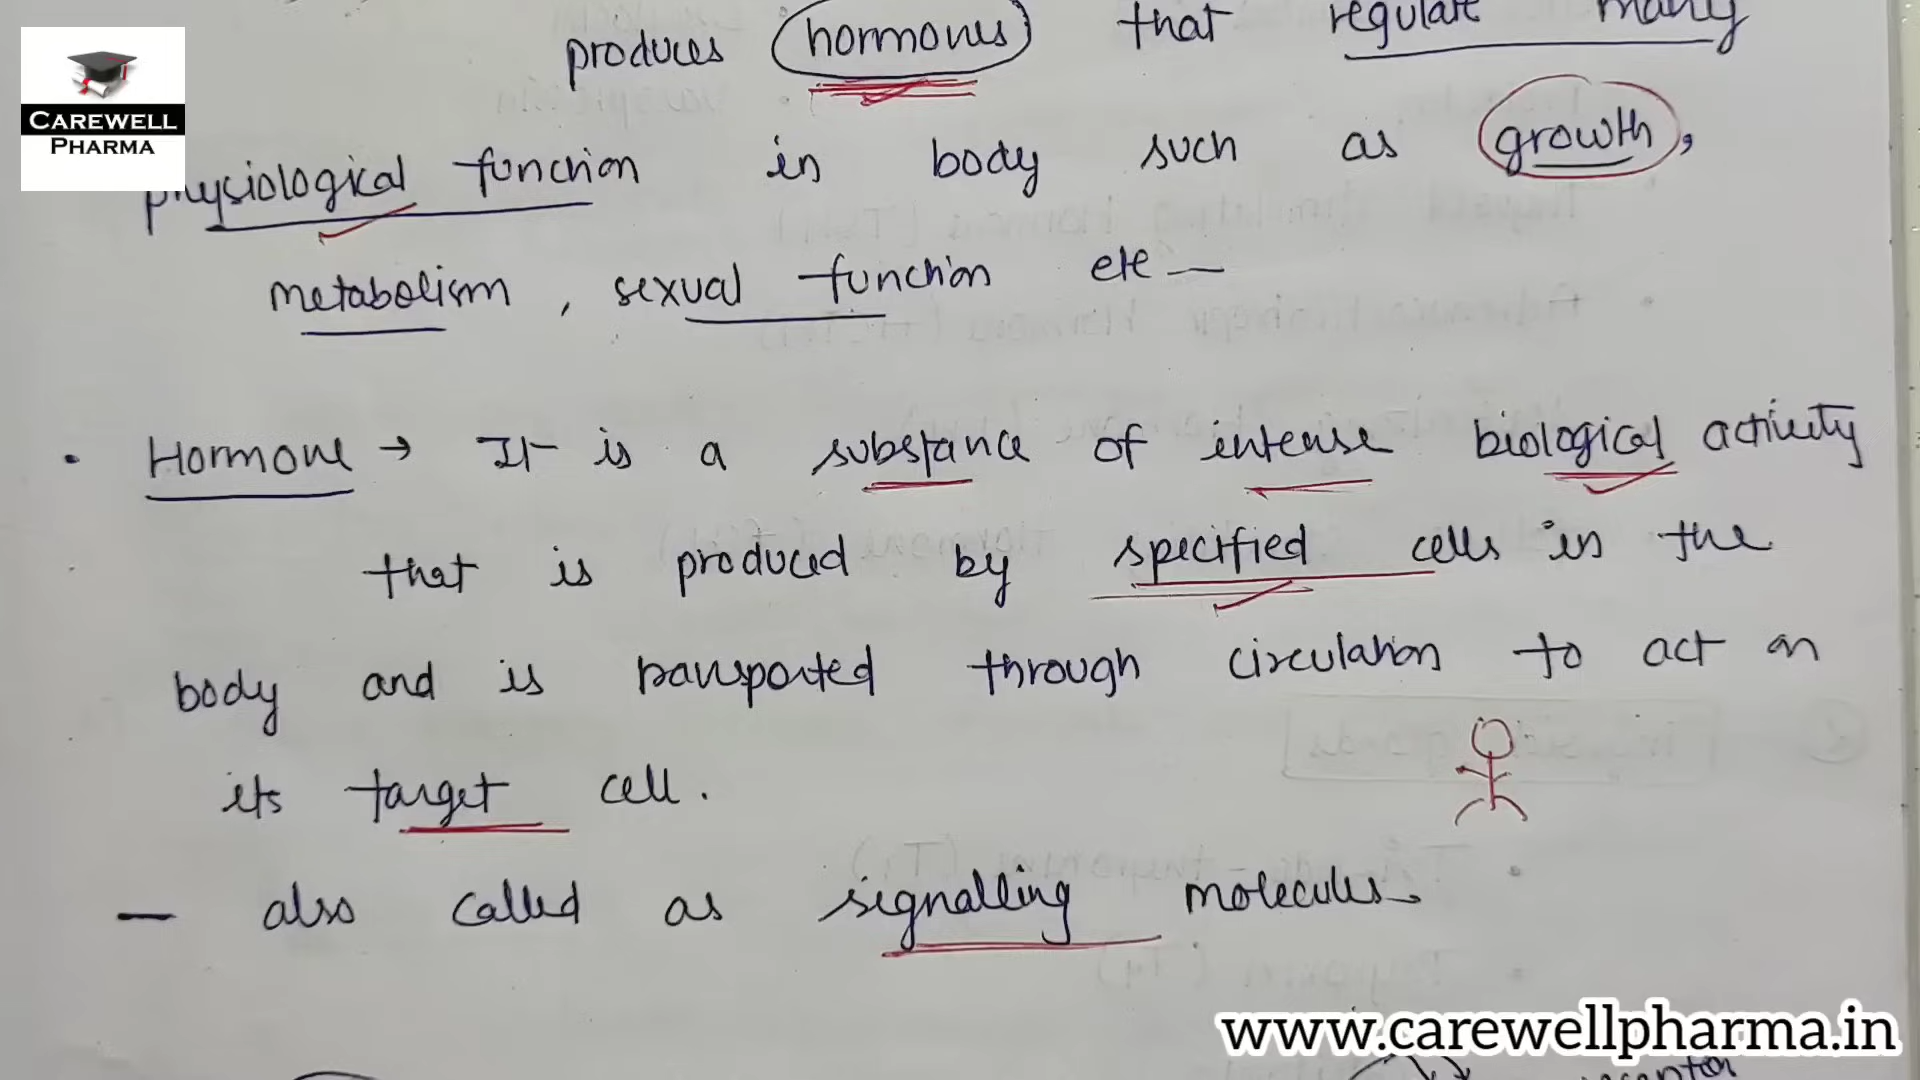 produces hormones that regulate many
CAREWELL
PHARMA
physiological function in body such as growth,
metabolism, sexual function etc —
• Hormone → It is a substance of intense biological activity
that is produced by specified cells in the
body and is transported through circulation to act on
its target cell.
— also called as signalling molecules.
www.carewellpharma.in